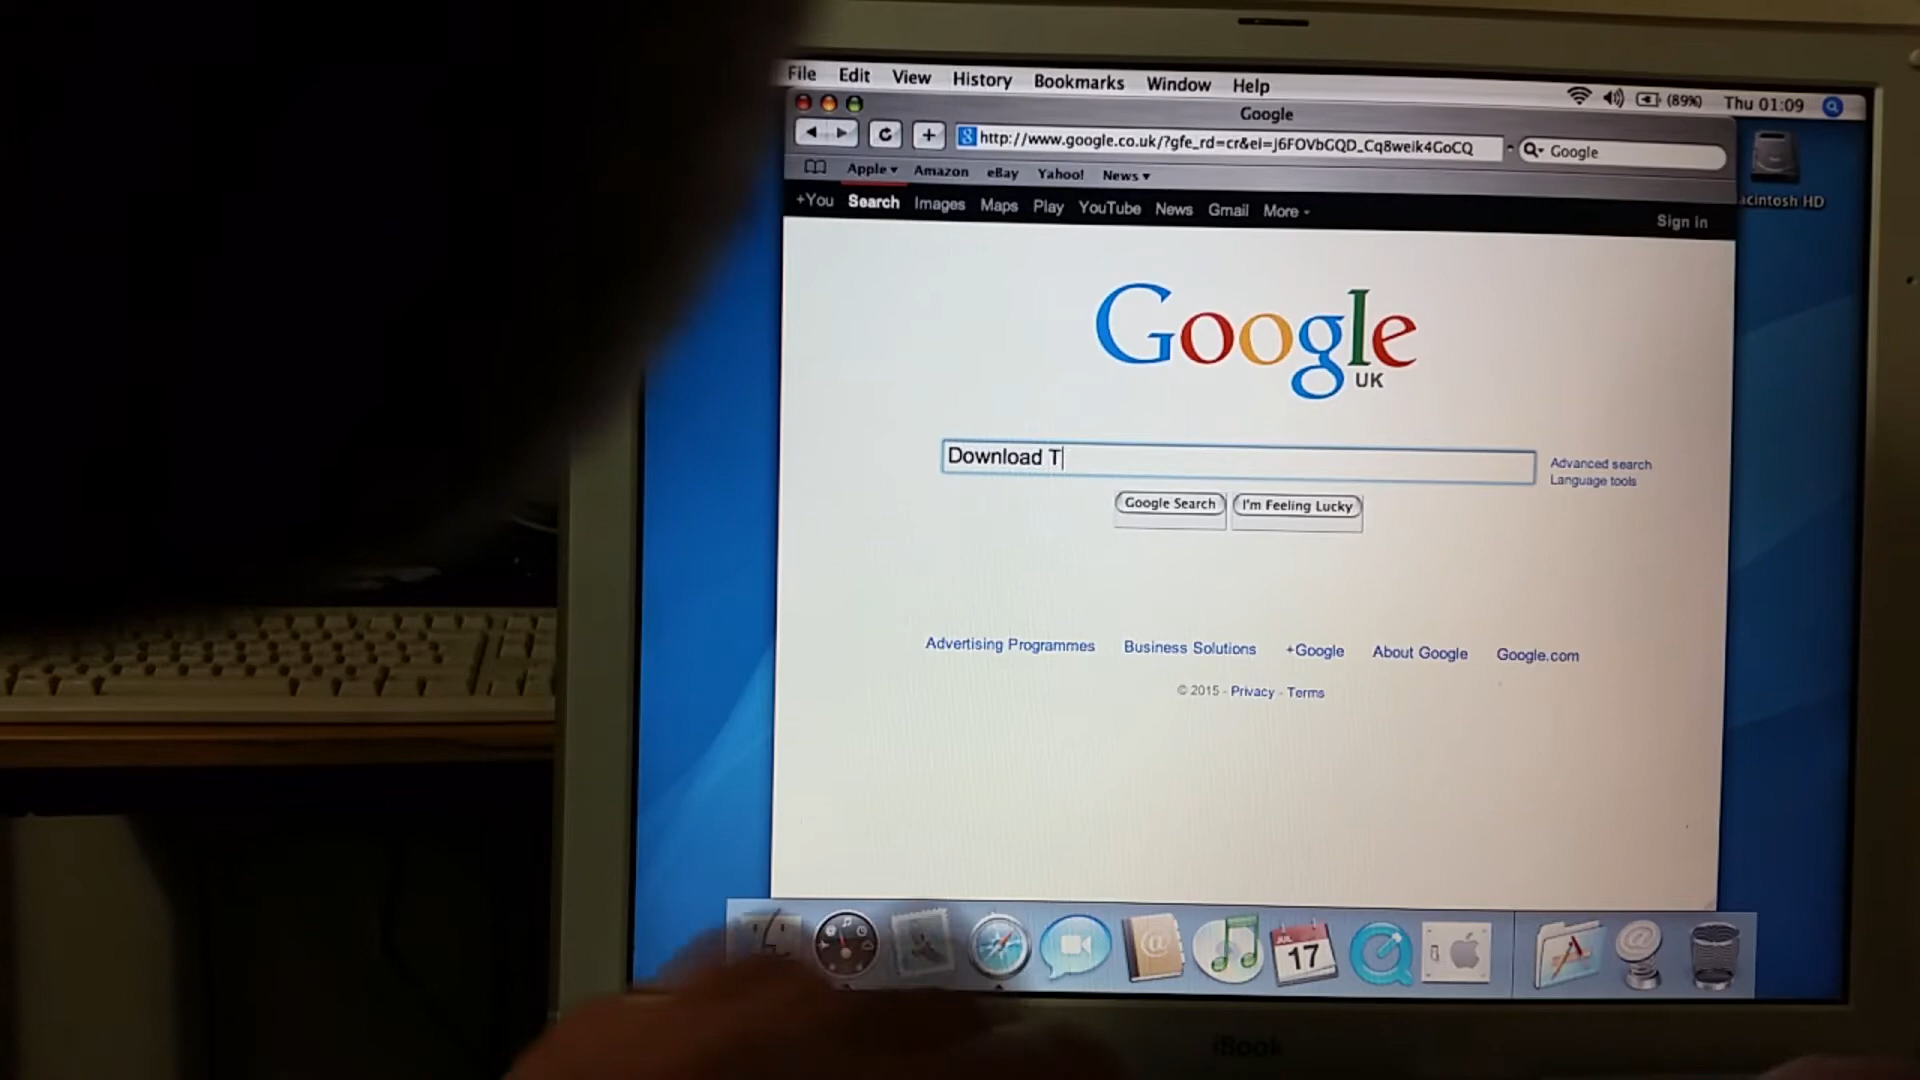 File Edit View History Bookmarks Window Help (89%) Thu 01:09
Google
http://www.google.co.uk/?gfe_rd=cr&ei=J6FOVbGQD_Cq8weik4GoCQ Google
Apple Amazon eBay Yahoo! News
+You Search Images Maps Play YouTube News Gmail More
Sign in
acintosh HD
Google
UK
Download T
Advanced search
Language tools
Google Search I'm Feeling Lucky
Advertising Programmes Business Solutions +Google About Google Google.com
© 2015 - Privacy - Terms
JUL
17
iBook